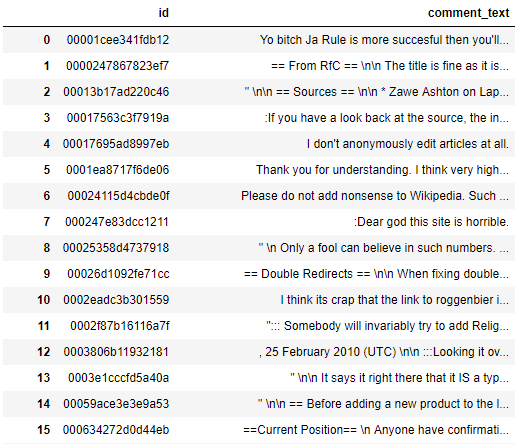 id comment_text
0 00001cee341fdb12 Yo bitch Ja Rule is more succesful then you'll...
1 0000247867823ef7 == From RfC == \n\n The title is fine as it is...
2 00013b17ad220c46 " \n\n == Sources == \n\n * Zawe Ashton on Lap...
3 00017563c3f7919a :If you have a look back at the source, the in...
4 00017695ad8997eb I don't anonymously edit articles at all.
5 0001ea8717f6de06 Thank you for understanding. I think very high...
6 00024115d4cbde0f Please do not add nonsense to Wikipedia. Such ...
7 000247e83dcc1211 :Dear god this site is horrible.
8 00025358d4737918 " \n Only a fool can believe in such numbers. ...
9 00026d1092fe71cc == Double Redirects == \n\n When fixing double...
10 0002eadc3b301559 I think its crap that the link to roggenbier i...
11 0002f87b16116a7f "::: Somebody will invariably try to add Relig...
12 0003806b11932181 , 25 February 2010 (UTC) \n\n :::Looking it ov...
13 0003e1cccfd5a40a " \n\n It says it right there that it IS a typ...
14 00059ace3e3e9a53 " \n\n == Before adding a new product to the l...
15 000634272d0d44eb ==Current Position== \n Anyone have confirmati...